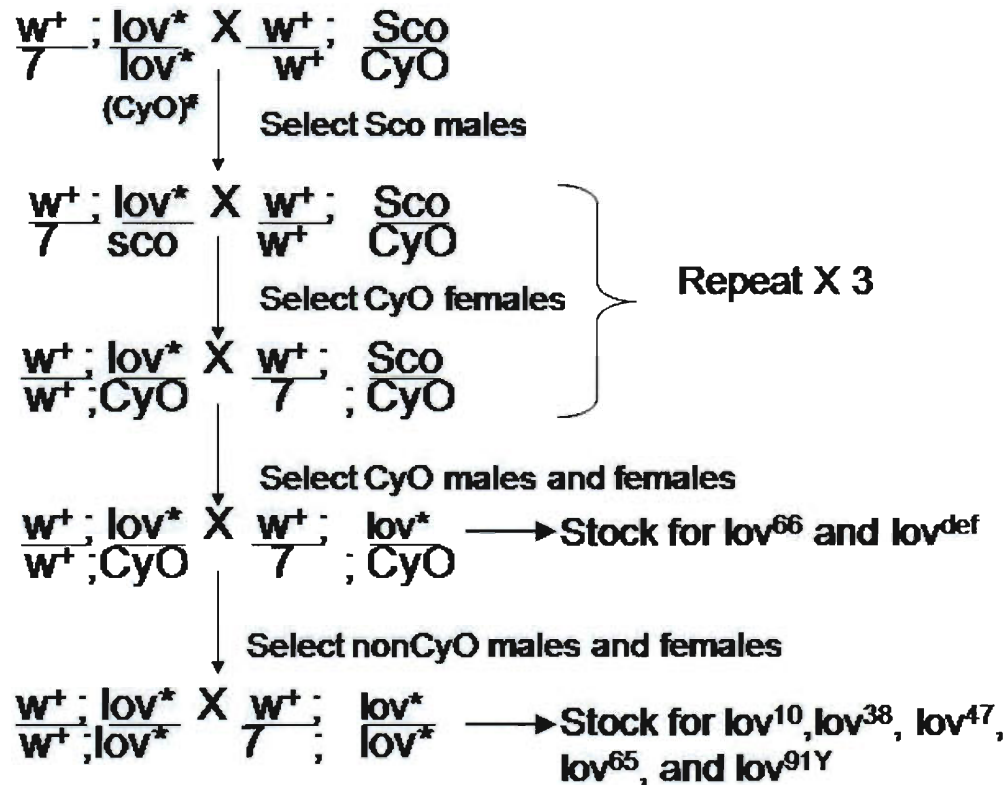 w⁺ ; lov* X w⁺ ; Sco
7 lov* w⁺ CyO
(CyO)#
Select Sco males
w⁺ ; lov* X w⁺ ; Sco
7 sco w⁺ CyO
Select CyO females
Repeat X 3
w⁺ ; lov* X w⁺ ; Sco
w⁺ ; CyO 7 ; CyO
Select CyO males and females
w⁺ ; lov* X w⁺ ; lov*
w⁺ ; CyO 7 ; CyO
Stock for lov⁶⁶ and lovᵈᵉᶠ
Select nonCyO males and females
w⁺ ; lov* X w⁺ ; lov*
w⁺ ; lov* 7 ; lov*
Stock for lov¹⁰,lov³⁸, lov⁴⁷,
lov⁶⁵, and lov⁹¹ʸ